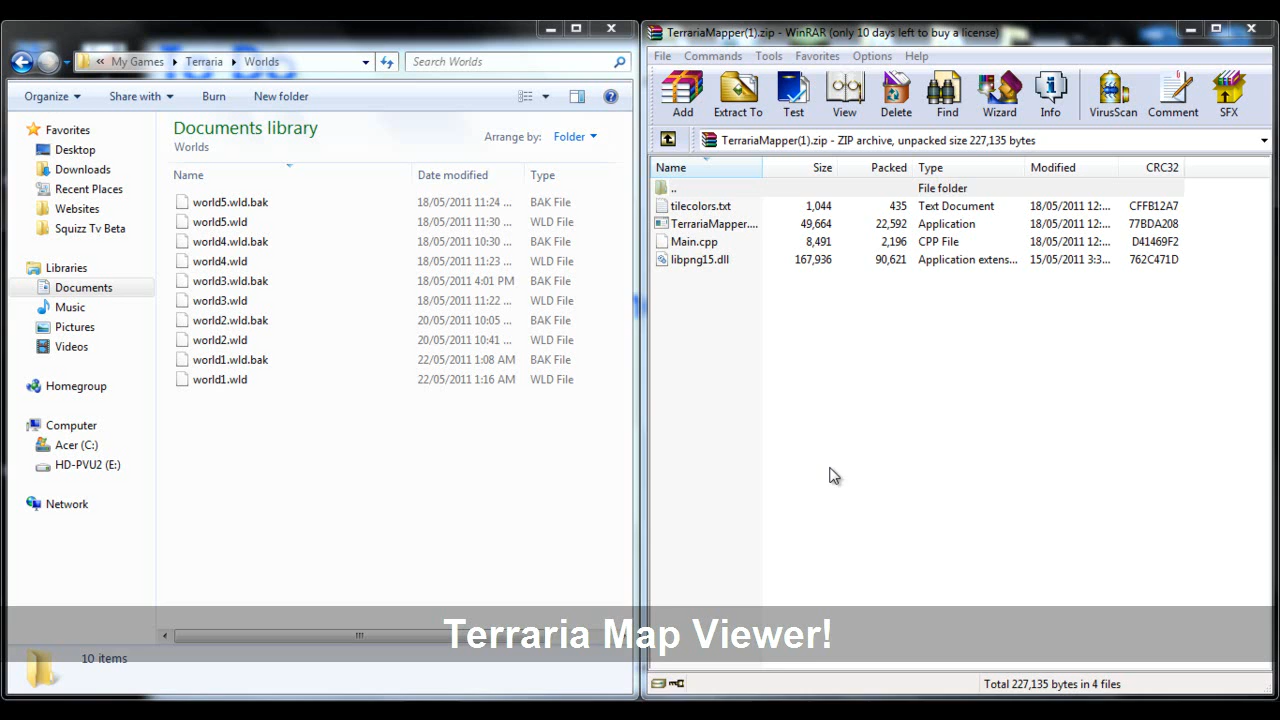 To Do
« My Games Terraria Worlds
Search Worlds
Organize Share with Burn New folder
Favorites
Desktop
Downloads
Recent Places
Websites
Squizz Tv Beta
Libraries
Documents
Music
Pictures
Videos
Homegroup
Computer
Acer (C:)
HD-PVU2 (E:)
Network
Documents library
Worlds
Arrange by: Folder
Name Date modified Type
world5.wld.bak 18/05/2011 11:24 ... BAK File
world5.wld 18/05/2011 11:30 ... WLD File
world4.wld.bak 18/05/2011 10:30 ... BAK File
world4.wld 18/05/2011 11:23 ... WLD File
world3.wld.bak 18/05/2011 4:01 PM BAK File
world3.wld 18/05/2011 11:22 ... WLD File
world2.wld.bak 20/05/2011 10:05 ... BAK File
world2.wld 20/05/2011 10:41 ... WLD File
world1.wld.bak 22/05/2011 1:08 AM BAK File
world1.wld 22/05/2011 1:16 AM WLD File
10 items
TerrariaMapper(1).zip - WinRAR (only 10 days left to buy a license)
File Commands Tools Favorites Options Help
Add Extract To Test View Delete Find Wizard Info VirusScan Comment SFX
TerrariaMapper(1).zip - ZIP archive, unpacked size 227,135 bytes
Name Size Packed Type Modified CRC32
.. File folder
tilecolors.txt 1,044 435 Text Document 18/05/2011 12:... CFFB12A7
TerrariaMapper.... 49,664 22,592 Application 18/05/2011 12:... 77BDA208
Main.cpp 8,491 2,196 CPP File 18/05/2011 12:... D41469F2
libpng15.dll 167,936 90,621 Application extens... 15/05/2011 3:3... 762C471D
Terraria Map Viewer!
Total 227,135 bytes in 4 files